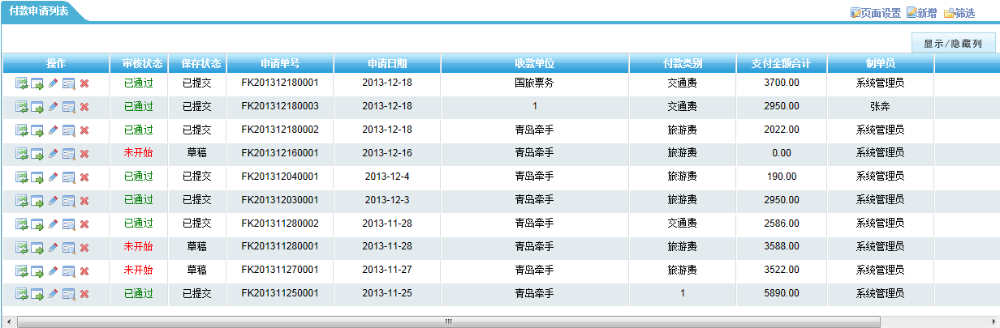 付款申请列表 页面设置 新增 筛选
显示/隐藏列
操作 审核状态 保存状态 申请单号 申请日期 收款单位 付款类别 支付金额合计 制单员
已通过 已提交 FK201312180001 2013-12-18 国旅票务 交通费 3700.00 系统管理员
已通过 已提交 FK201312180003 2013-12-18 1 交通费 2950.00 张奔
已通过 已提交 FK201312180002 2013-12-18 青岛牵手 旅游费 2022.00 系统管理员
未开始 草稿 FK201312160001 2013-12-16 青岛牵手 旅游费 0.00 系统管理员
已通过 已提交 FK201312040001 2013-12-4 青岛牵手 旅游费 190.00 系统管理员
已通过 已提交 FK201312030001 2013-12-3 青岛牵手 旅游费 2950.00 系统管理员
已通过 已提交 FK201311280002 2013-11-28 青岛牵手 交通费 2586.00 系统管理员
未开始 草稿 FK201311280001 2013-11-28 青岛牵手 旅游费 3588.00 系统管理员
未开始 草稿 FK201311270001 2013-11-27 青岛牵手 旅游费 3522.00 系统管理员
已通过 已提交 FK201311250001 2013-11-25 青岛牵手 1 5890.00 系统管理员